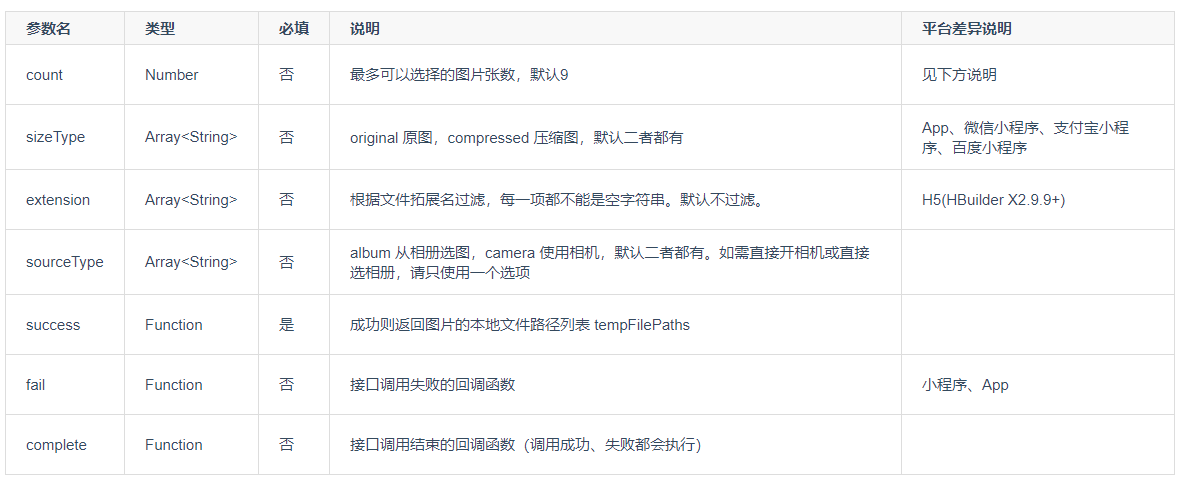 参数名 类型 必填 说明 平台差异说明
count Number 否 最多可以选择的图片张数，默认9 见下方说明
sizeType Array<String> 否 original 原图，compressed 压缩图，默认二者都有 App、微信小程序、支付宝小程
序、百度小程序
extension Array<String> 否 根据文件拓展名过滤，每一项都不能是空字符串。默认不过滤。 H5(HBuilder X2.9.9+)
sourceType Array<String> 否 album 从相册选图，camera 使用相机，默认二者都有。如需直接开相机或直接
选相册，请只使用一个选项
success Function 是 成功则返回图片的本地文件路径列表 tempFilePaths
fail Function 否 接口调用失败的回调函数 小程序、App
complete Function 否 接口调用结束的回调函数（调用成功、失败都会执行）